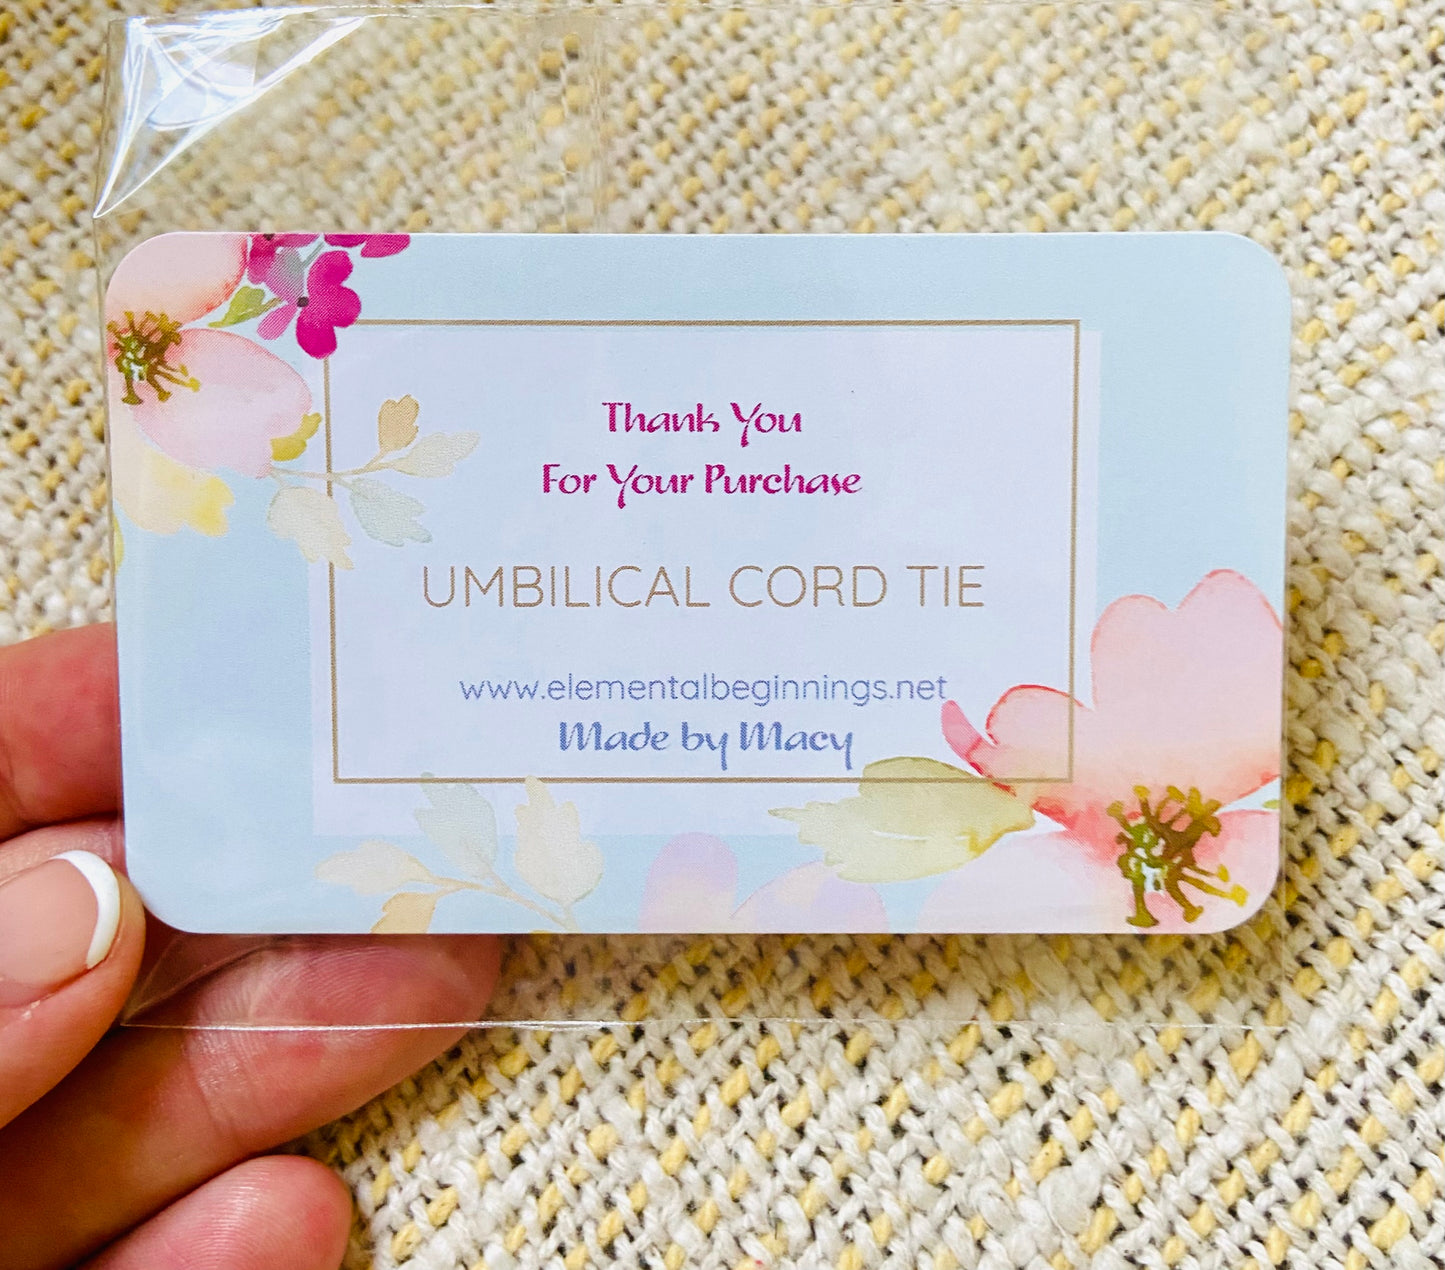 Thank You
For Your Purchase
UMBILICAL CORD TIE
www.elementalbeginnings.net
Made by Macy